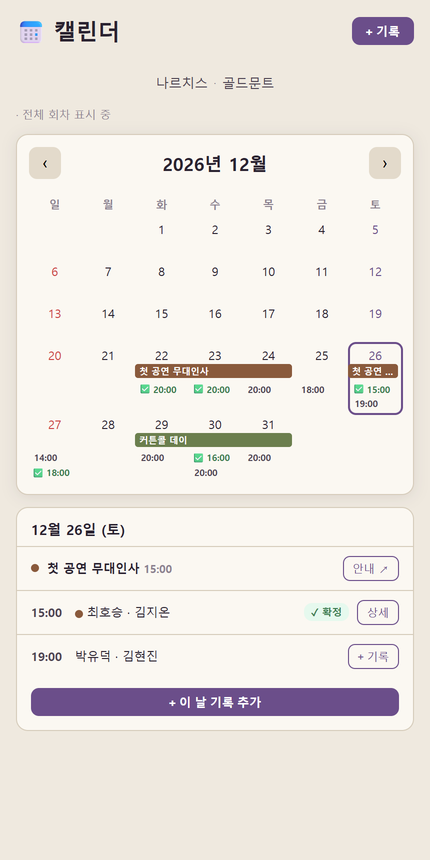 캘린더
+ 기록
나르치스 · 골드문트
· 전체 회차 표시 중
‹ 2026년 12월 ›
일 월 화 수 목 금 토
1 2 3 4 5
6 7 8 9 10 11 12
13 14 15 16 17 18 19
20 21 22 23 24 25 26
첫 공연 무대인사 첫 공연 ...
✅ 20:00 ✅ 20:00 20:00 18:00 ✅ 15:00
19:00
27 28 29 30 31
커튼콜 데이
14:00 20:00 ✅ 16:00 20:00
✅ 18:00 20:00
12월 26일 (토)
첫 공연 무대인사 15:00 안내 ↗
15:00 최호승 · 김지온 ✓ 확정 상세
19:00 박유덕 · 김현진 + 기록
+ 이 날 기록 추가